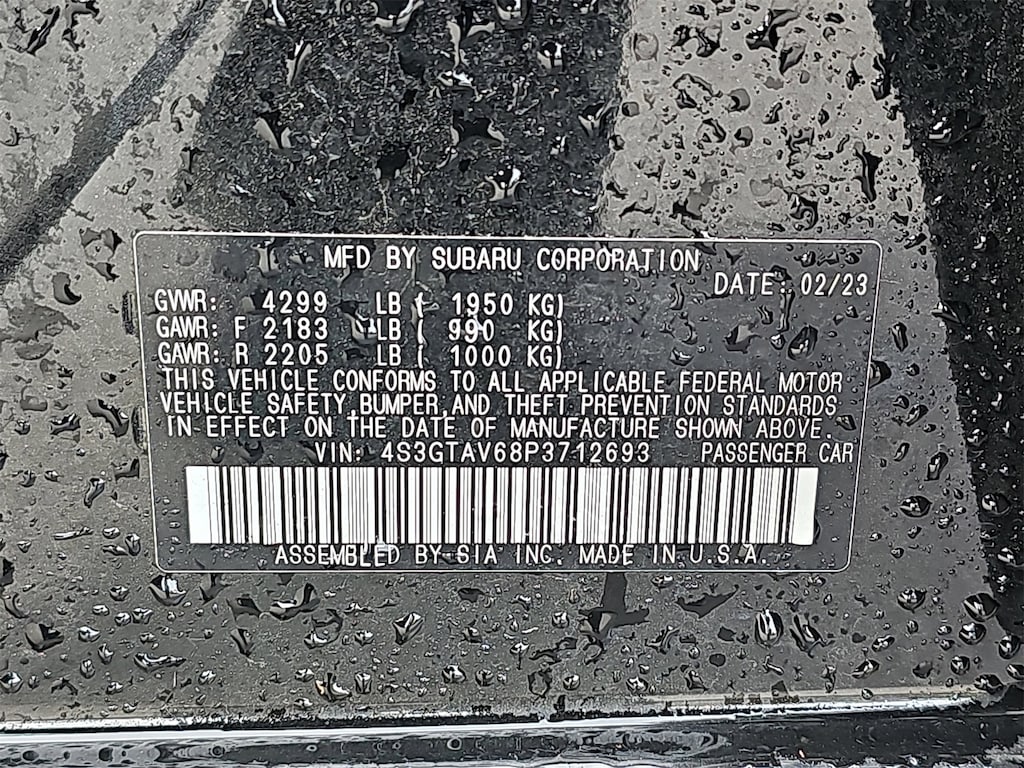 MFD BY SUBARU CORPORATION
DATE: 02/23
GVWR: 4299 LB ( 1950 KG)
GAWR: F 2183 LB ( 990 KG)
GAWR: R 2205 LB ( 1000 KG)
THIS VEHICLE CONFORMS TO ALL APPLICABLE FEDERAL MOTOR
VEHICLE SAFETY, BUMPER, AND THEFT PREVENTION STANDARDS
IN EFFECT ON THE DATE OF MANUFACTURE SHOWN ABOVE.
VIN: 4S3GTAV68P3712693 PASSENGER CAR
ASSEMBLED BY SIA INC. MADE IN U.S.A.